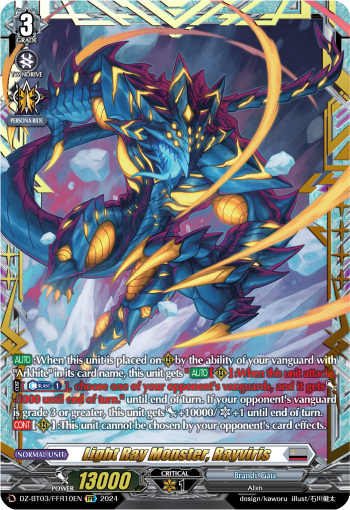 3
GRADE
TWIN DRIVE
PERSONA RIDE
AUTO :When this unit is placed on by the ability of your vanguard with
"Arkhite" in its card name, this unit gets " AUTO :When this unit attacks,
COST BLAST 1, choose one of your opponent's vanguards, and it gets
-1000 until end of turn." until end of turn. If your opponent's vanguard
is grade 3 or greater, this unit gets +10000/ +1 until end of turn.
CONT :This unit cannot be chosen by your opponent's card effects.
NORMAL UNIT
Light Ray Monster, Rayviris
POWER 13000
CRITICAL
1
Brandt Gate
Alien
D DZ-BT03/FFR10EN FFR 2024
design/kaworu illust/石川健太